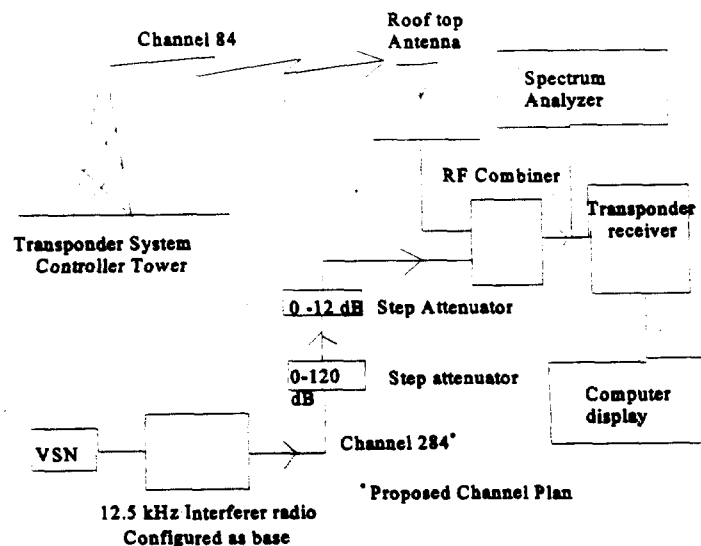 Channel 84
Roof top
Antenna
Spectrum
Analyzer
RF Combiner
Transponder
receiver
Transponder System
Controller Tower
0 -12 dB
Step Attenuator
0-120
dB
Step attenuator
Computer
display
VSN
Channel 284*
*Proposed Channel Plan
12.5 kHz Interferer radio
Configured as base